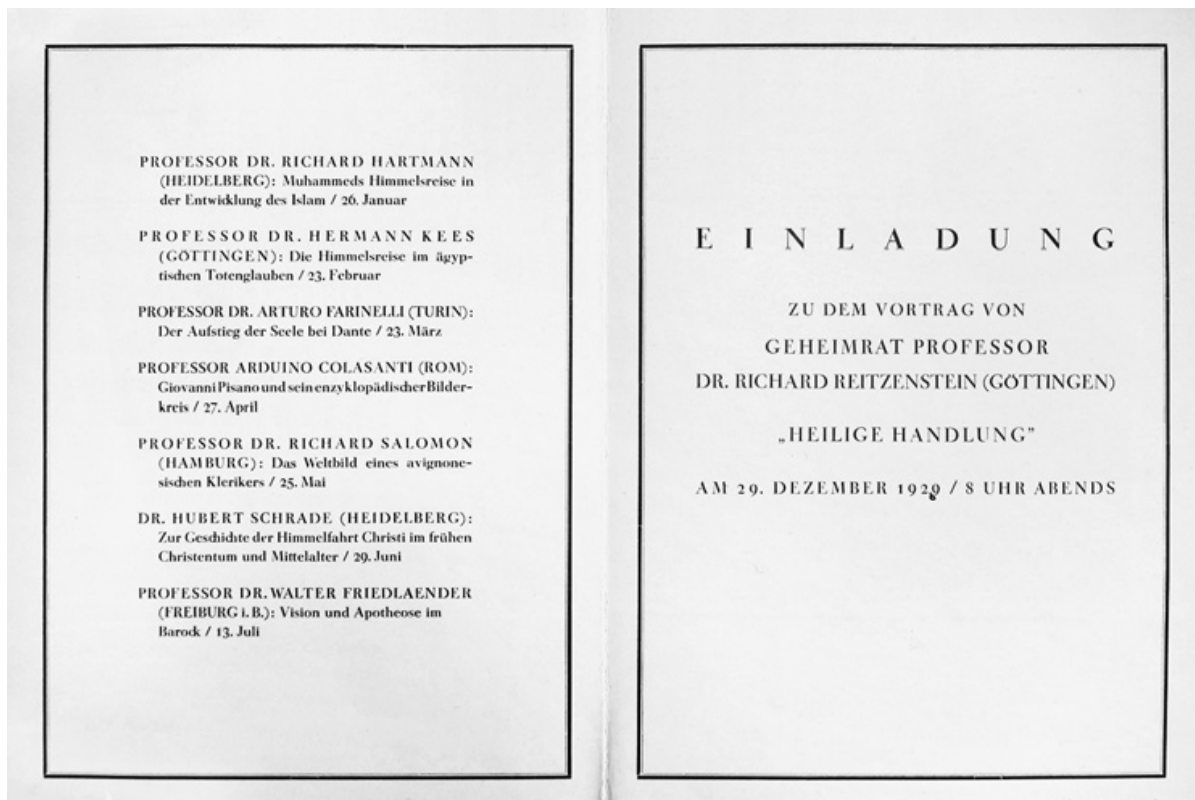 PROFESSOR DR. RICHARD HARTMANN
(HEIDELBERG): Muhammeds Himmelsreise in
der Entwicklung des Islam / 26. Januar
PROFESSOR DR. HERMANN KEES
(GÖTTINGEN): Die Himmelsreise im ägyp-
tischen Totenglauben / 23. Februar
PROFESSOR DR. ARTURO FARINELLI (TURIN):
Der Aufstieg der Seele bei Dante / 23. März
PROFESSOR ARDUINO COLASANTI (ROM):
Giovanni Pisano und sein enzyklopädischer Bilder-
kreis / 27. April
PROFESSOR DR. RICHARD SALOMON
(HAMBURG): Das Weltbild eines avignone-
sischen Klerikers / 25. Mai
DR. HUBERT SCHRADE (HEIDELBERG):
Zur Geschichte der Himmelfahrt Christi im frühen
Christentum und Mittelalter / 29. Juni
PROFESSOR DR. WALTER FRIEDLAENDER
(FREIBURG i. B.): Vision und Apotheose im
Barock / 13. Juli
EINLADUNG
ZU DEM VORTRAG VON
GEHEIMRAT PROFESSOR
DR. RICHARD REITZENSTEIN (GÖTTINGEN)
„HEILIGE HANDLUNG”
AM 29. DEZEMBER 1929 / 8 UHR ABENDS